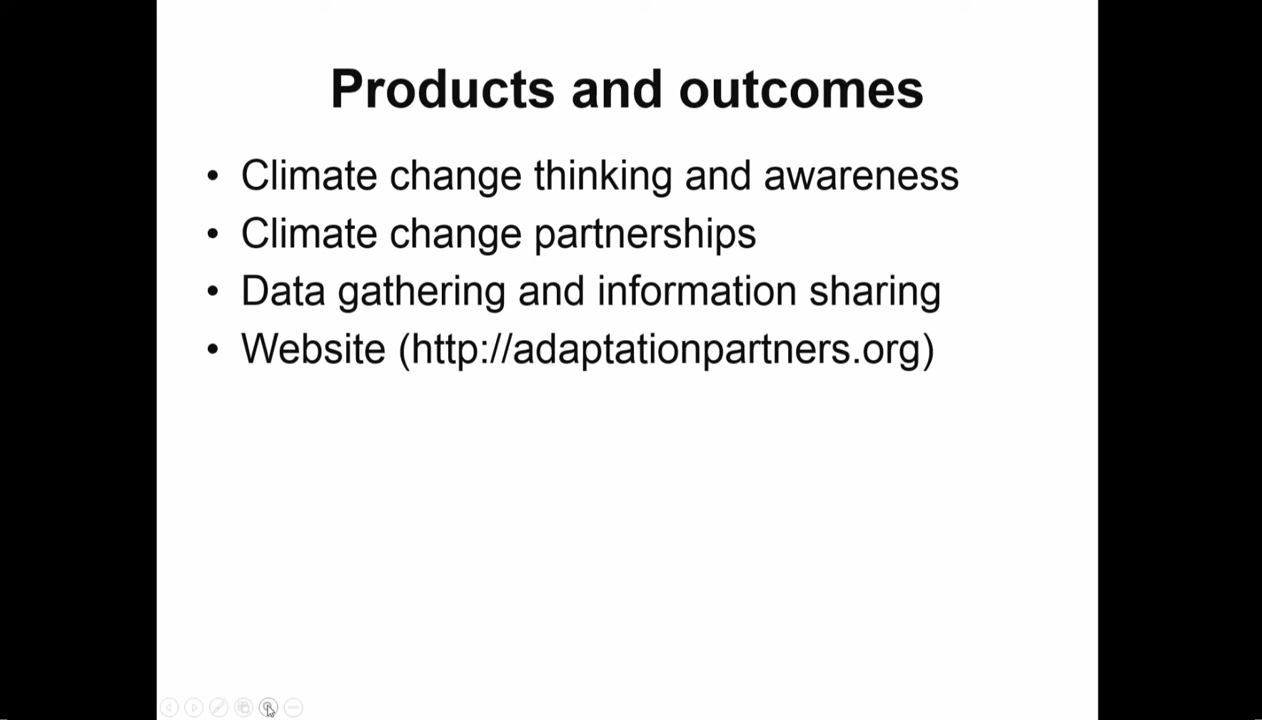 Products and outcomes
• Climate change thinking and awareness
• Climate change partnerships
• Data gathering and information sharing
• Website (http://adaptationpartners.org)